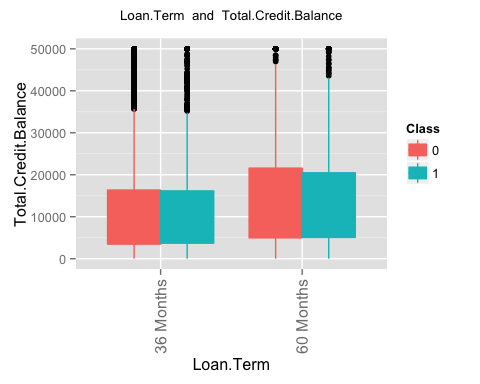 Loan.Term and Total.Credit.Balance
Total.Credit.Balance
50000
40000
30000
20000
10000
0
36 Months
60 Months
Loan.Term
Class
0
1